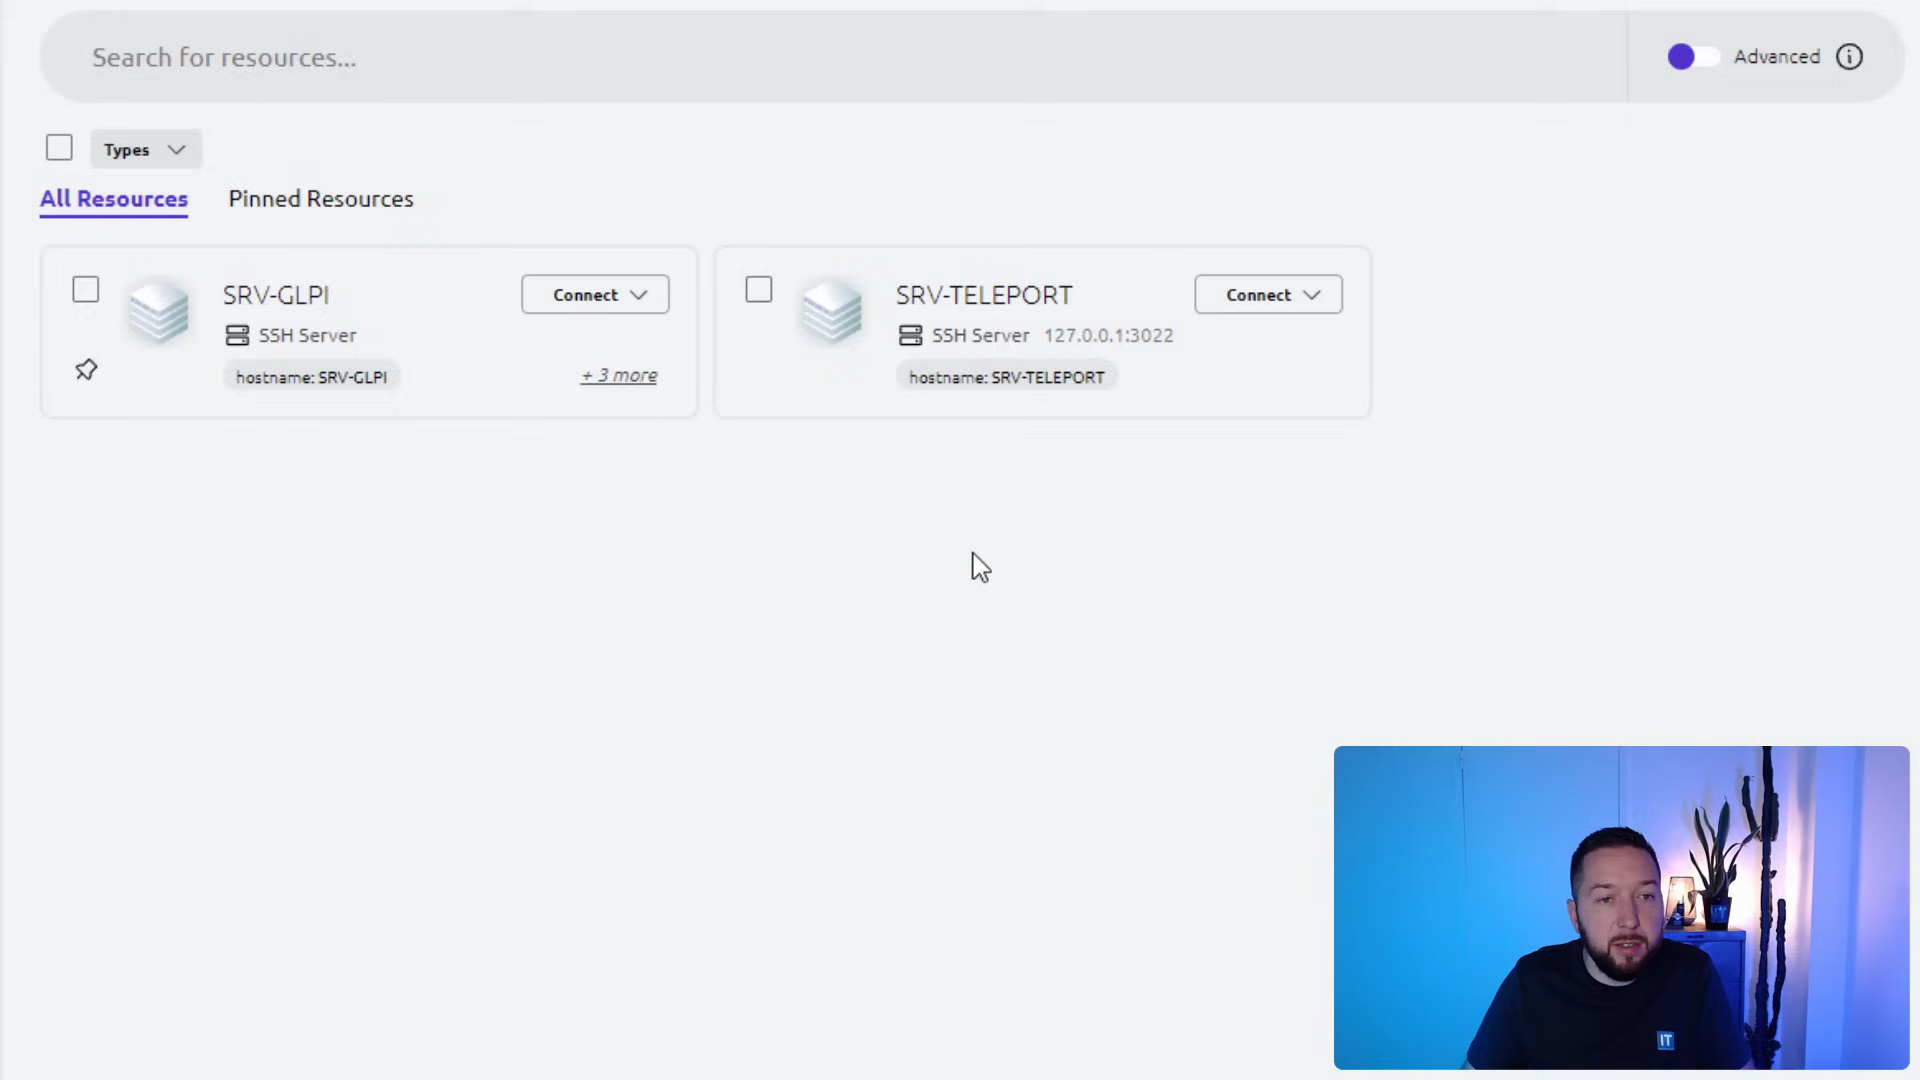 Search for resources...
Advanced
Types
All Resources
Pinned Resources
SRV-GLPI
Connect
SSH Server
hostname: SRV-GLPI
+ 3 more
SRV-TELEPORT
Connect
SSH Server 127.0.0.1:3022
hostname: SRV-TELEPORT
IT